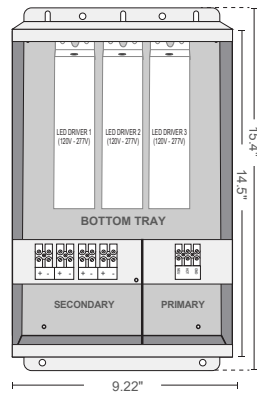 LED DRIVER 1 LED DRIVER 2 LED DRIVER 3
(120V - 277V) (120V - 277V) (120V - 277V)
BOTTOM TRAY
+ - + - + - + -
SECONDARY PRIMARY
14.5"
15.4"
9.22"